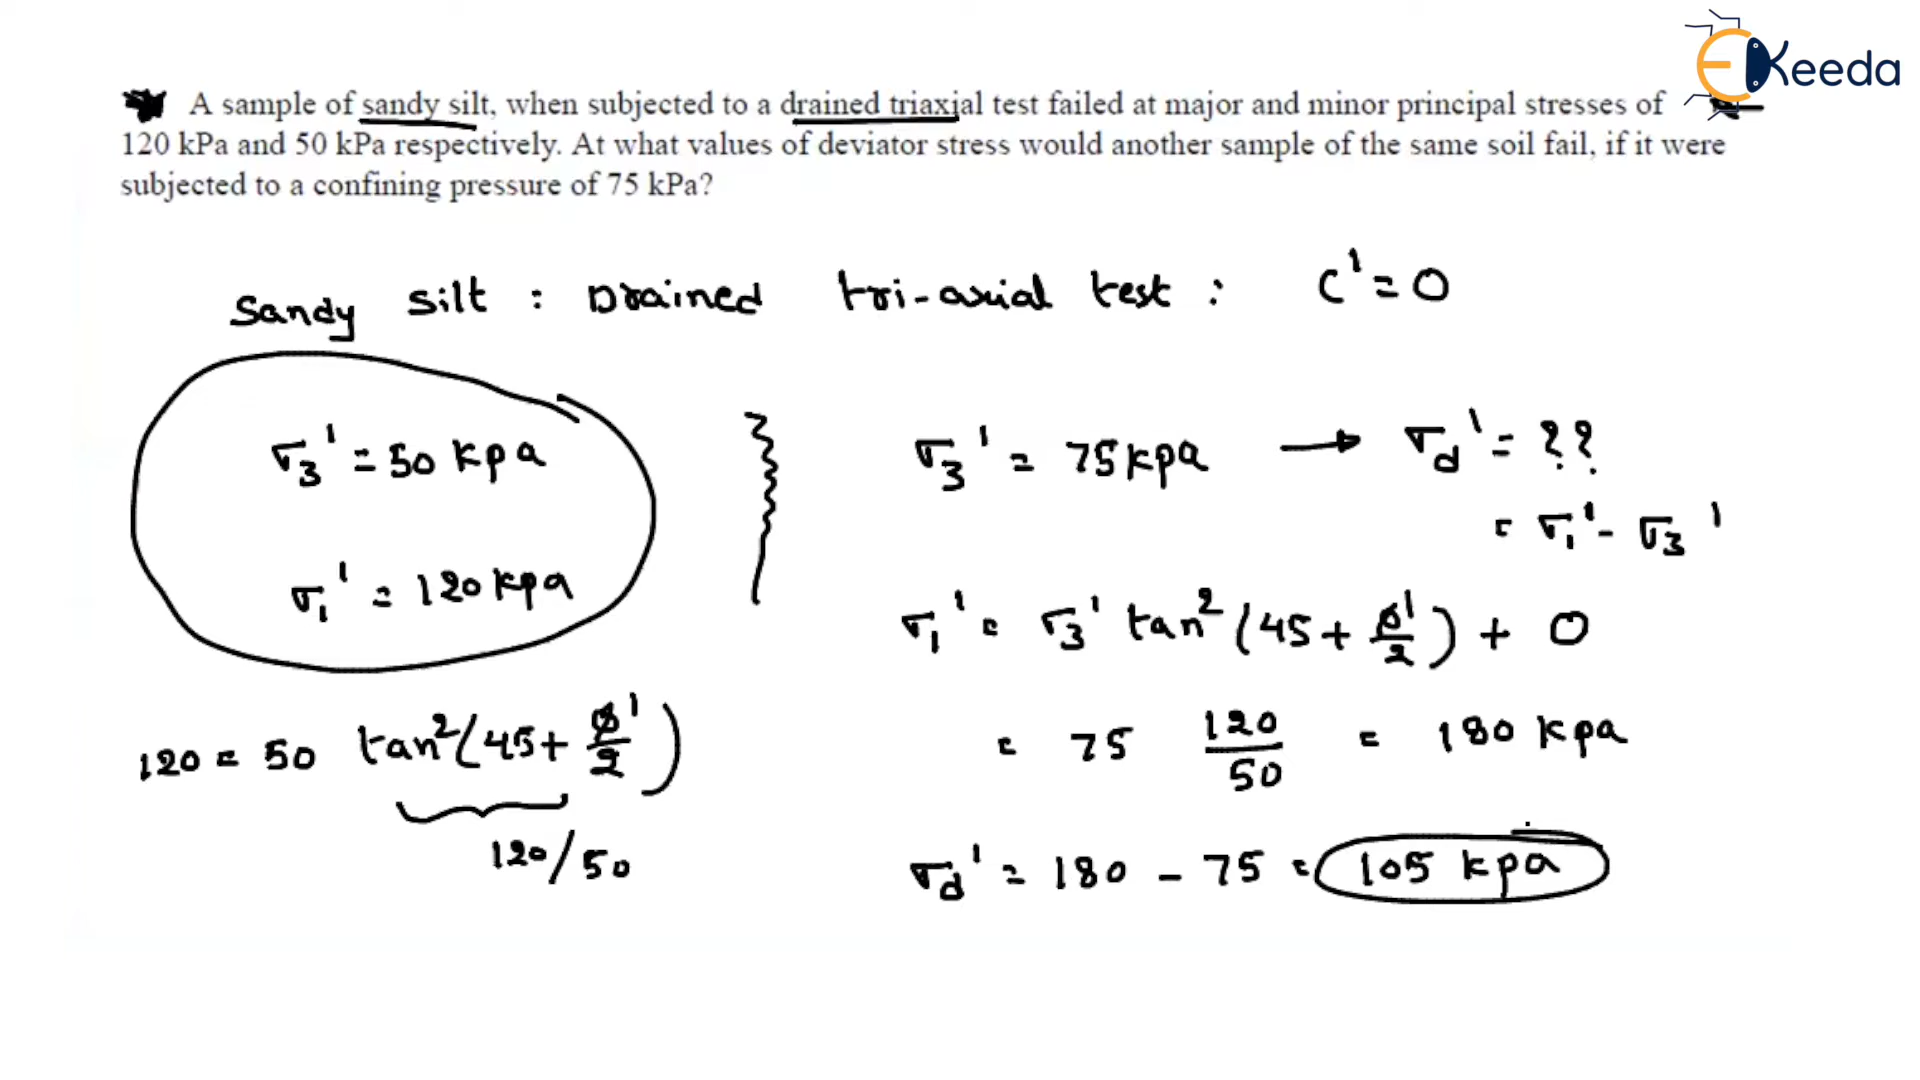 EKeeda
A sample of sandy silt, when subjected to a drained triaxial test failed at major and minor principal stresses of
120 kPa and 50 kPa respectively. At what values of deviator stress would another sample of the same soil fail, if it were
subjected to a confining pressure of 75 kPa?
Sandy silt : Drained tri-axial test : C' = 0
σ3' = 50 kpa
σ1' = 120 kpa
120 = 50 tan²(45 + ø'/2)
120/50
σ3' = 75 kpa → σd' = ??
= σ1' - σ3'
σ1' = σ3' tan²(45 + ø'/2) + 0
= 75 120/50 = 180 kpa
σd' = 180 - 75 = 105 kpa